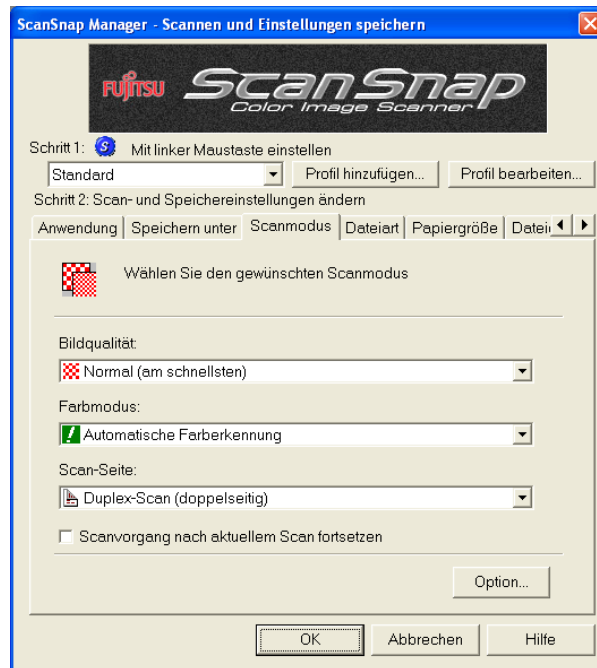 ScanSnap Manager - Scannen und Einstellungen speichern
FUJITSU ScanSnap
Color Image Scanner
Schritt 1: S Mit linker Maustaste einstellen
Standard Profil hinzufügen... Profil bearbeiten...
Schritt 2: Scan- und Speichereinstellungen ändern
Anwendung Speichern unter Scanmodus Dateiart Papiergröße Datei
Wählen Sie den gewünschten Scanmodus
Bildqualität:
Normal (am schnellsten)
Farbmodus:
Automatische Farberkennung
Scan-Seite:
Duplex-Scan (doppelseitig)
Scanvorgang nach aktuellem Scan fortsetzen
Option...
OK Abbrechen Hilfe